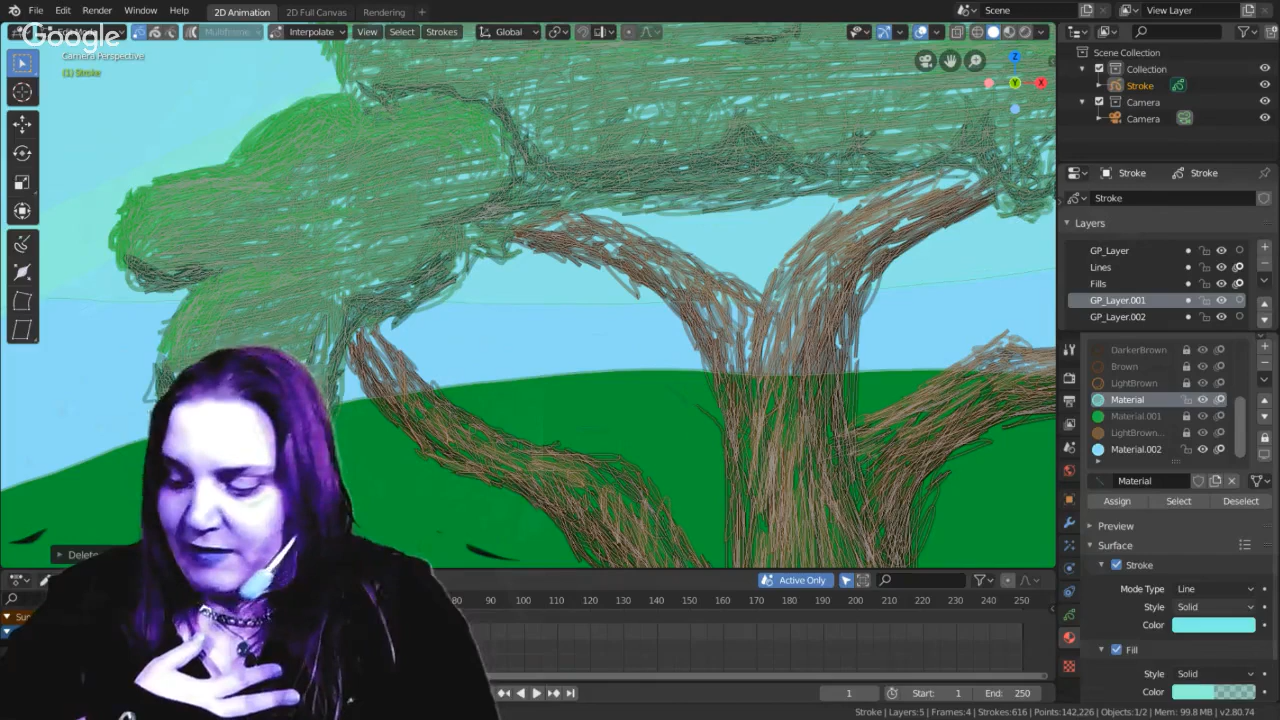 File Edit Render Window Help 2D Animation 2D Full Canvas Rendering + Scene View Layer
Google
Interpolate View Select Strokes Global
Camera Perspective
(1) Stroke
Z
Y
X
Scene Collection
Collection
Stroke
Camera
Camera
Stroke Stroke
Stroke
Layers
GP_Layer
Lines
Fills
GP_Layer.001
GP_Layer.002
DarkerBrown
Brown
LightBrown
Material
Material.001
LightBrown...
Material.002
Material
Assign Select Deselect
Preview
Surface
Stroke
Mode Type Line
Style Solid
Color
Fill
Style Solid
Color
Delete
Active Only
80 90 100 110 120 130 140 150 160 170 180 190 200 210 220 230 240 250
1 Start: 1 End: 250
Stroke | Layers:5 | Frames:4 | Strokes:616 | Points:142,226 | Objects:1/2 | Mem: 99.8 MB | v2.80.74